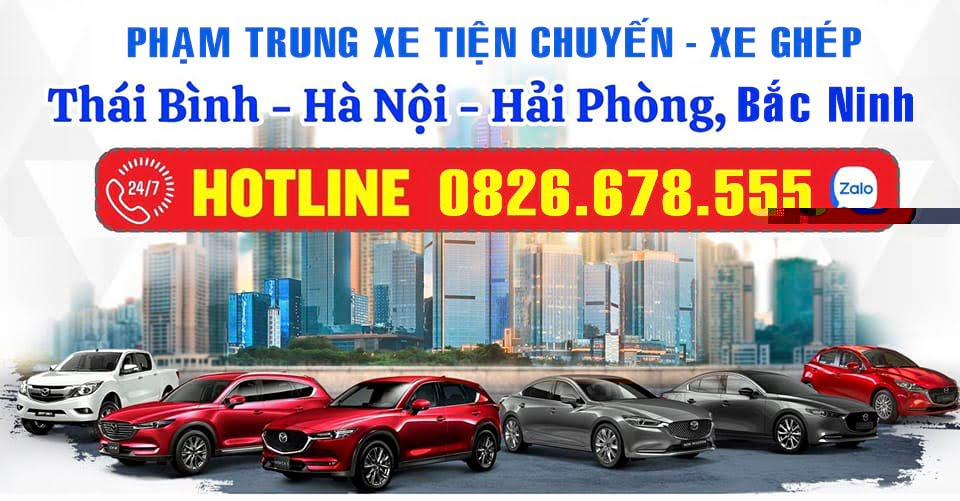 PHẠM TRUNG XE TIỆN CHUYẾN - XE GHÉP
Thái Bình - Hà Nội - Hải Phòng, Bắc Ninh
24/7 HOTLINE 0826.678.555 Zalo